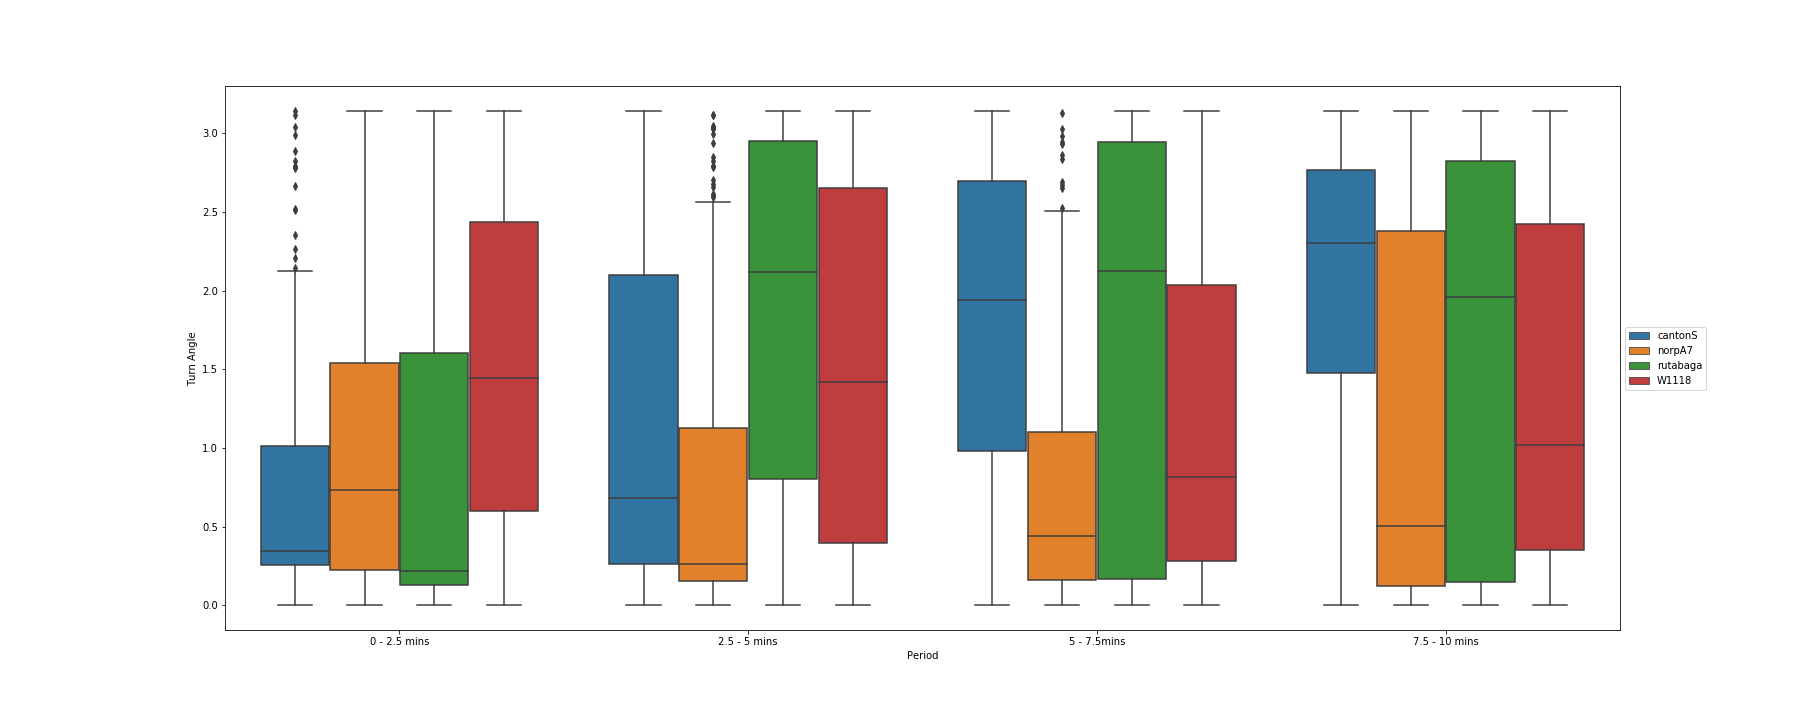 3.0
2.5
2.0
1.5
1.0
0.5
0.0
Turn Angle
0 - 2.5 mins
2.5 - 5 mins
5 - 7.5mins
7.5 - 10 mins
Period
cantonS
norpA7
rutabaga
W1118